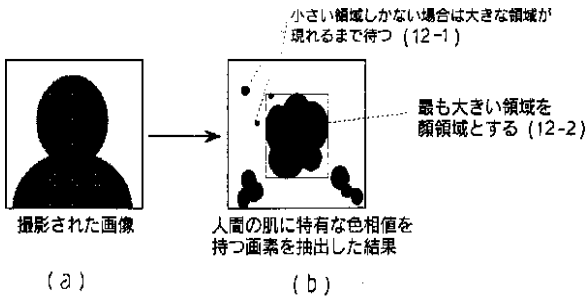 小さい領域しかない場合は大きな領域が
現れるまで待つ (12-1)
最も大きい領域を
顔領域とする (12-2)
撮影された画像
人間の肌に特有な色相値を
持つ画素を抽出した結果
(a)
(b)